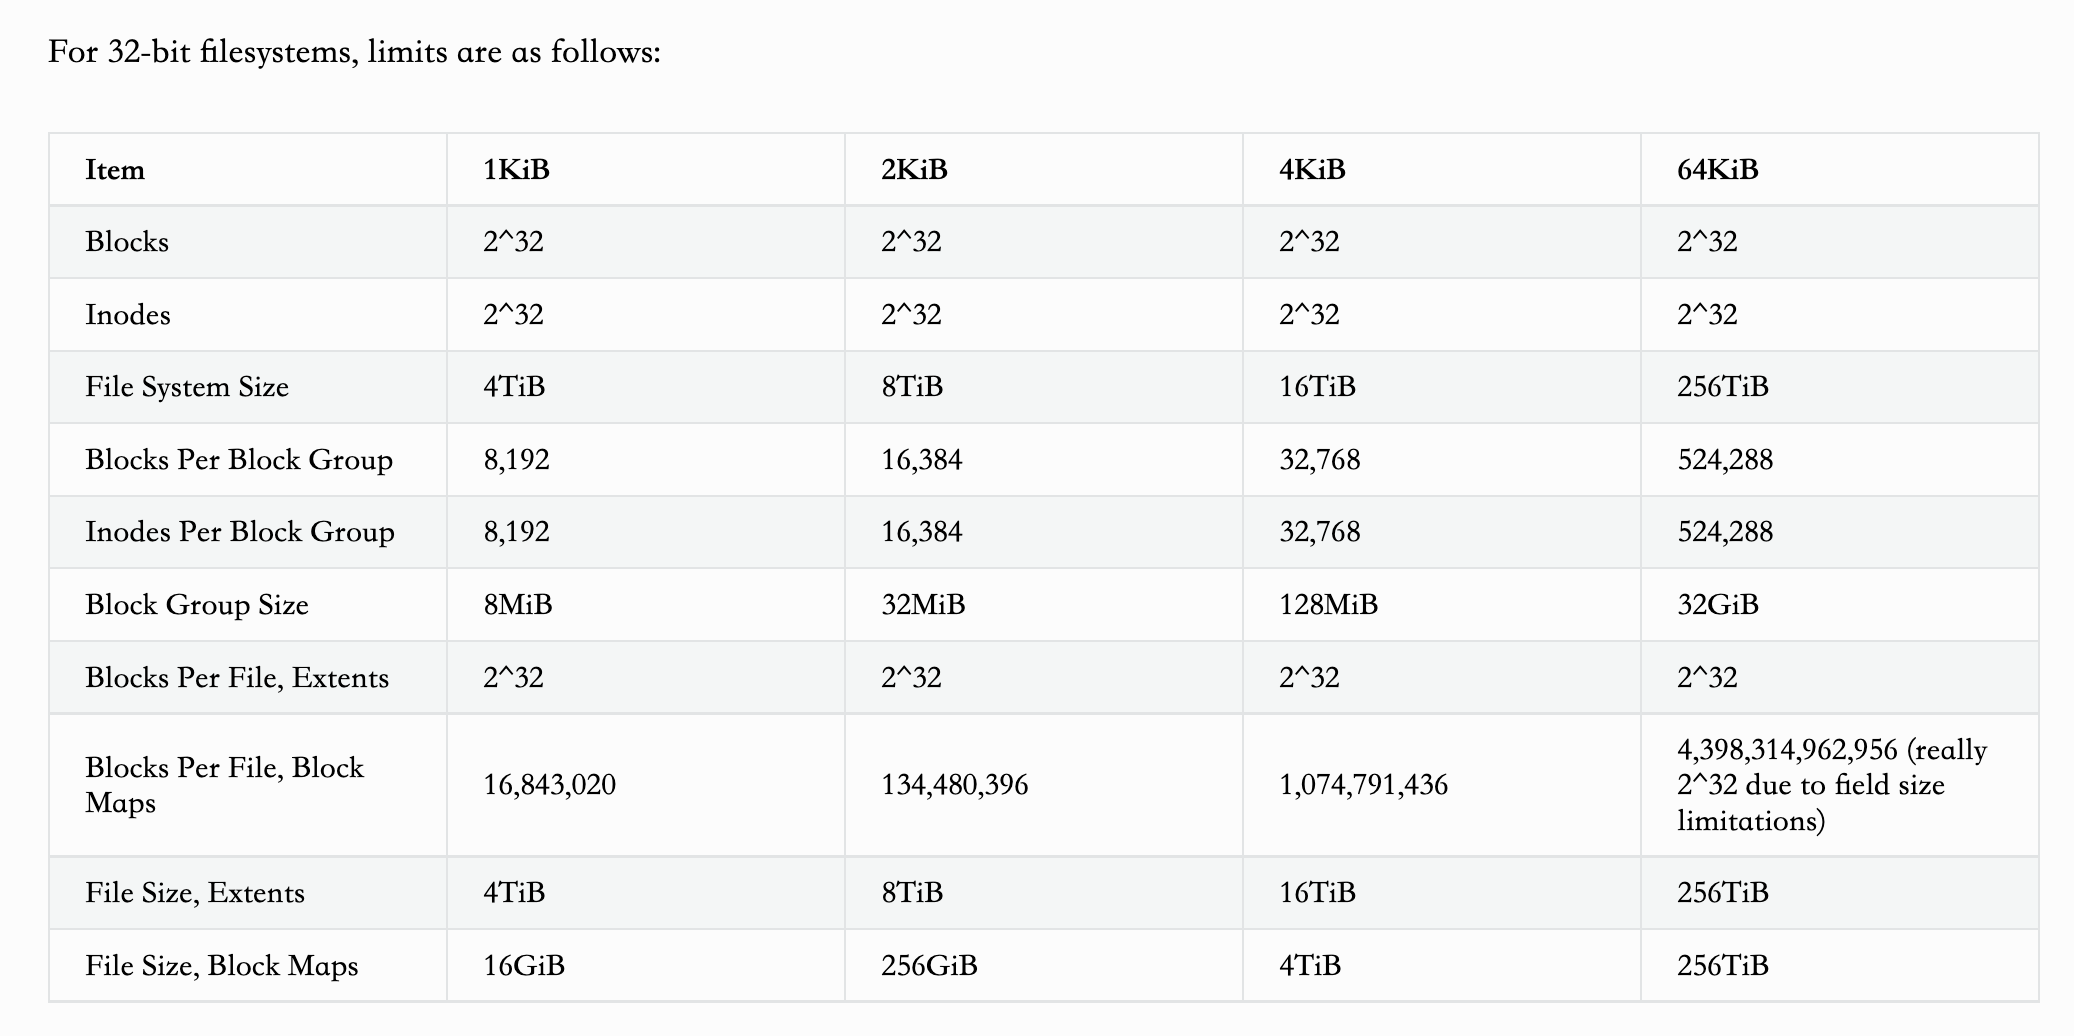 For 32-bit filesystems, limits are as follows:
Item 1KiB 2KiB 4KiB 64KiB
Blocks 2^32 2^32 2^32 2^32
Inodes 2^32 2^32 2^32 2^32
File System Size 4TiB 8TiB 16TiB 256TiB
Blocks Per Block Group 8,192 16,384 32,768 524,288
Inodes Per Block Group 8,192 16,384 32,768 524,288
Block Group Size 8MiB 32MiB 128MiB 32GiB
Blocks Per File, Extents 2^32 2^32 2^32 2^32
Blocks Per File, Block
Maps
16,843,020 134,480,396 1,074,791,436
4,398,314,962,956 (really
2^32 due to field size
limitations)
File Size, Extents 4TiB 8TiB 16TiB 256TiB
File Size, Block Maps 16GiB 256GiB 4TiB 256TiB